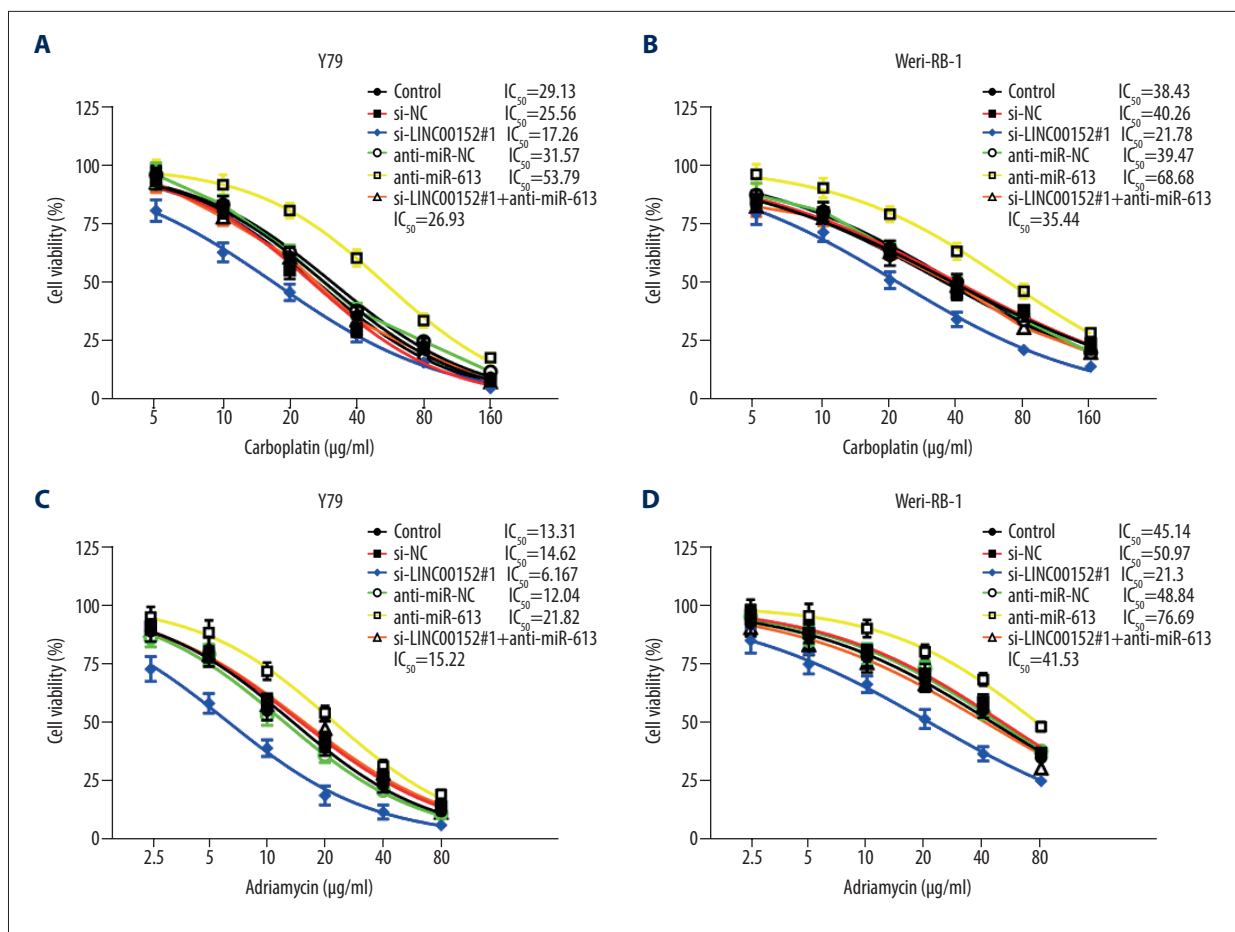 A
Y79
Control IC50=29.13
si-NC IC50=25.56
si-LINC00152#1 IC50=17.26
anti-miR-NC IC50=31.57
anti-miR-613 IC50=53.79
si-LINC00152#1+anti-miR-613
IC50=26.93
125
100
75
50
25
0
Cell viability (%)
5 10 20 40 80 160
Carboplatin (µg/ml)
B
Weri-RB-1
Control IC50=38.43
si-NC IC50=40.26
si-LINC00152#1 IC50=21.78
anti-miR-NC IC50=39.47
anti-miR-613 IC50=68.68
si-LINC00152#1+anti-miR-613
IC50=35.44
125
100
75
50
25
0
Cell viability (%)
5 10 20 40 80 160
Carboplatin (µg/ml)
C
Y79
Control IC50=13.31
si-NC IC50=14.62
si-LINC00152#1 IC50=6.167
anti-miR-NC IC50=12.04
anti-miR-613 IC50=21.82
si-LINC00152#1+anti-miR-613
IC50=15.22
125
100
75
50
25
0
Cell viability (%)
2.5 5 10 20 40 80
Adriamycin (µg/ml)
D
Weri-RB-1
Control IC50=45.14
si-NC IC50=50.97
si-LINC00152#1 IC50=21.3
anti-miR-NC IC50=48.84
anti-miR-613 IC50=76.69
si-LINC00152#1+anti-miR-613
IC50=41.53
125
100
75
50
25
0
Cell viability (%)
2.5 5 10 20 40 80
Adriamycin (µg/ml)